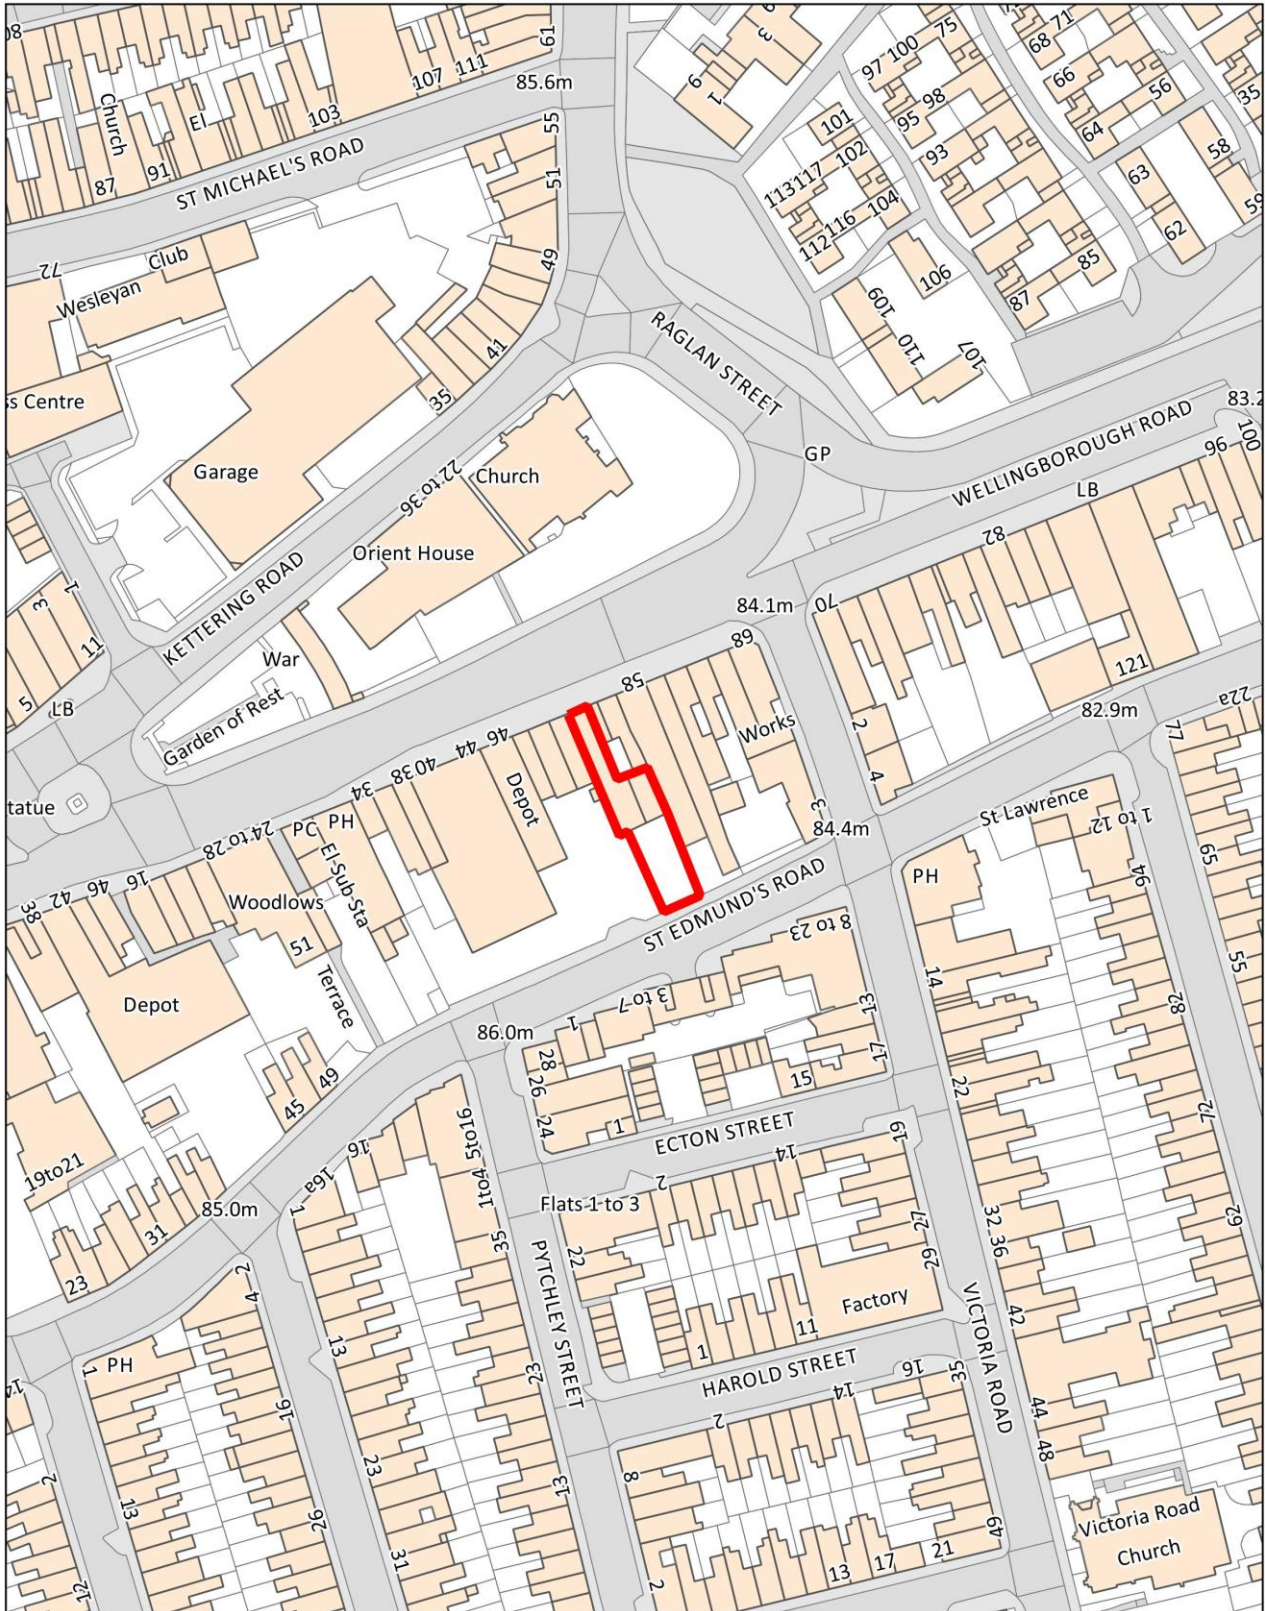 98
61
107 111
85.6m
103
El
Church
91
87
ST MICHAEL'S ROAD
55
51
49
72
Club
Wesleyan
41
35
ss Centre
Garage
22 to 36
Church
Orient House
KETTERING ROAD
1
3
11
5
LB
War
Garden of Rest
tatue
3
9
1
75
100
97
71
68
66
56
35
101
98
95
64
102
93
58
113 117
63
104
116
59
112
62
106
85
109
87
110
107
RAGLAN STREET
83.2
100
96
WELLINGBOROUGH ROAD
GP
LB
82
70
84.1m
68
58
121
2
82.9m
22a
77
4
Works
46
44
40
38
34
Depot
PH
PC
24 to 28
El Sub Sta
16
46
42
38
Woodlows
51
Terrace
Depot
3
84.4m
St Lawrence
1 to 12
PH
65
94
ST EDMUND'S ROAD
8 to 23
14
55
3 to 7
1
82
13
86.0m
28
17
26
15
22
24
1
72
49
45
ECTON STREET
19
14
2
16
5to16
1to4
16a
19to21
85.0m
1
Flats 1 to 3
31
23
35
22
27
32
36
62
29
2
4
PYTCHLEY STREET
Factory
VICTORIA ROAD
42
11
1
13
HAROLD STREET
16
35
PH
1
14
23
14
2
44
48
16
23
8
13
2
13
26
49
Victoria Road
Church
21
17
13
31
2
12